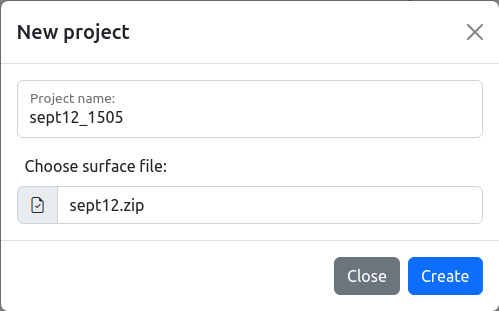 New project
Project name:
sept12_1505
Choose surface file:
sept12.zip
Close Create